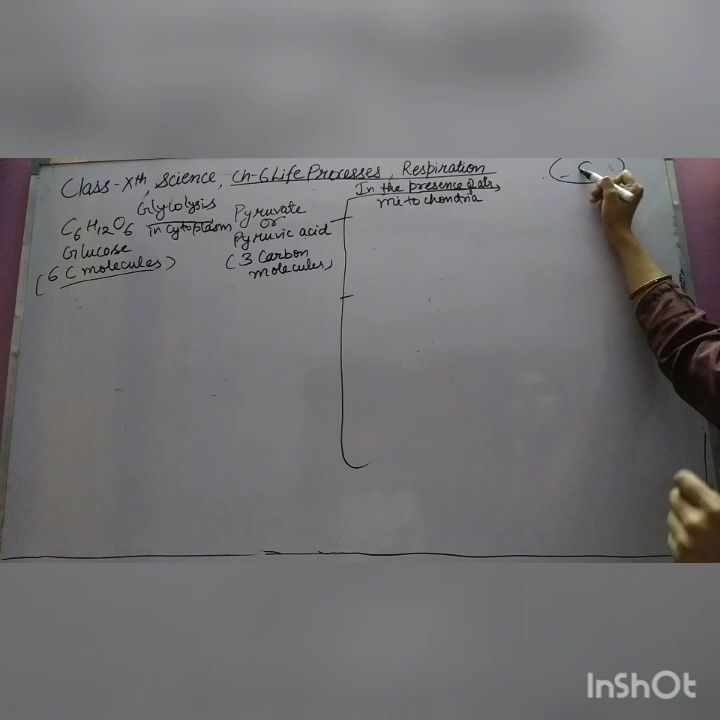 Class-Xth, Science, Ch-6 Life Processes, Respiration
In the presence of air,
mitochondria
Glylolysis
in cytoplasm
C6H12O6
Glucose
(6 C molecules)
Pyruvate
or
pyruvic acid
(3 Carbon
molecules)
InShOt